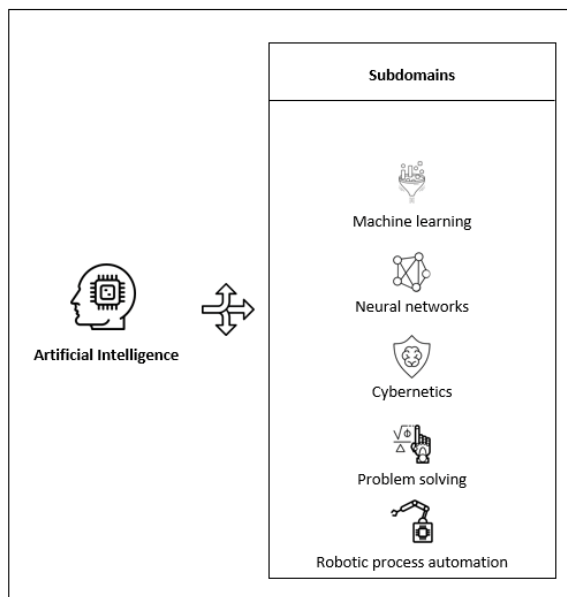 Subdomains
Machine learning
Neural networks
Artificial Intelligence
Cybernetics
Problem solving
Robotic process automation